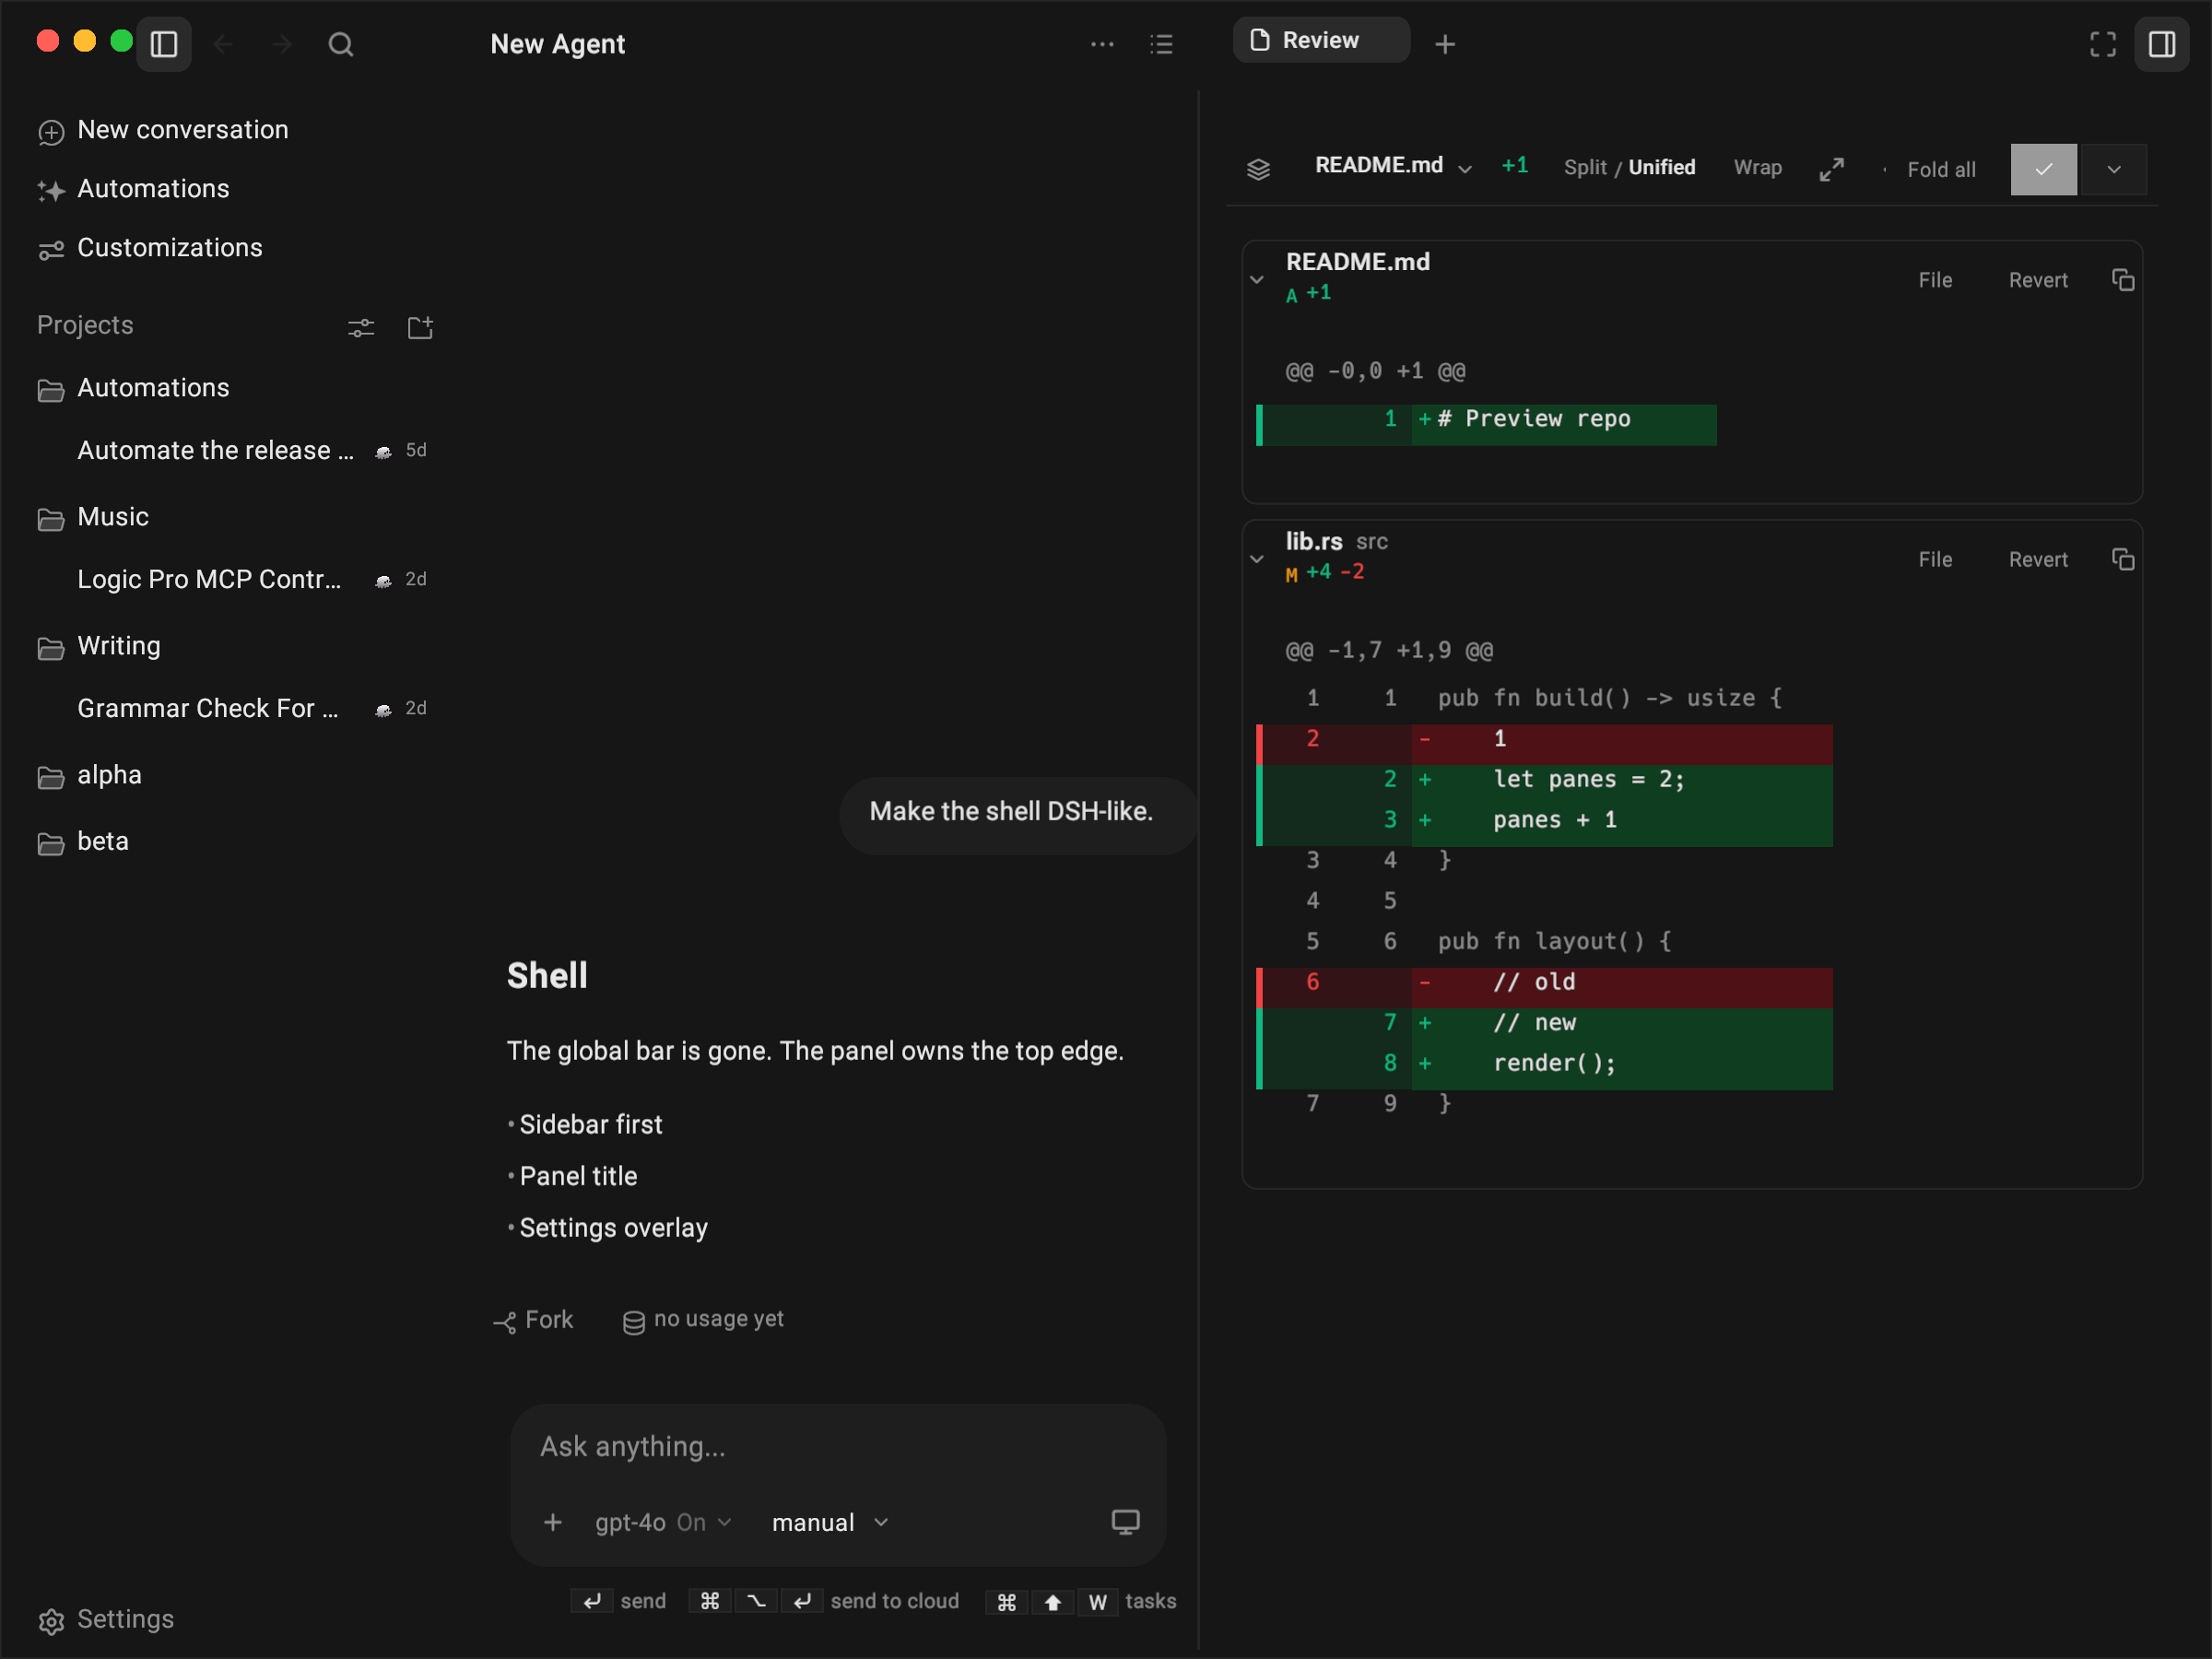 New Agent
Review
New conversation
Automations
Customizations
Projects
Automations
Automate the release ... 5d
Music
Logic Pro MCP Contr... 2d
Writing
Grammar Check For ... 2d
alpha
beta
Settings
Make the shell DSH-like.
Shell
The global bar is gone. The panel owns the top edge.
• Sidebar first
• Panel title
• Settings overlay
Fork no usage yet
Ask anything...
gpt-4o On manual
send ⌘ ⌥ send to cloud ⌘ W tasks
README.md +1 Split / Unified Wrap Fold all
README.md
A +1
File Revert
@@ -0,0 +1 @@
1 +# Preview repo
lib.rs src
M +4 -2
File Revert
@@ -1,7 +1,9 @@
1 1 pub fn build() -> usize {
2 - 1
2 + let panes = 2;
3 + panes + 1
3 4 }
4 5
5 6 pub fn layout() {
6 - // old
7 + // new
8 + render();
7 9 }